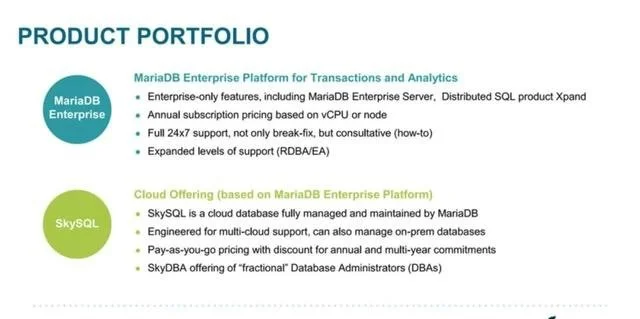 PRODUCT PORTFOLIO
MariaDB Enterprise
MariaDB Enterprise Platform for Transactions and Analytics
• Enterprise-only features, including MariaDB Enterprise Server, Distributed SQL product Xpand
• Annual subscription pricing based on vCPU or node
• Full 24x7 support, not only break-fix, but consultative (how-to)
• Expanded levels of support (RDBA/EA)
SkySQL
Cloud Offering (based on MariaDB Enterprise Platform)
• SkySQL is a cloud database fully managed and maintained by MariaDB
• Engineered for multi-cloud support, can also manage on-prem databases
• Pay-as-you-go pricing with discount for annual and multi-year commitments
• SkyDBA offering of “fractional” Database Administrators (DBAs)